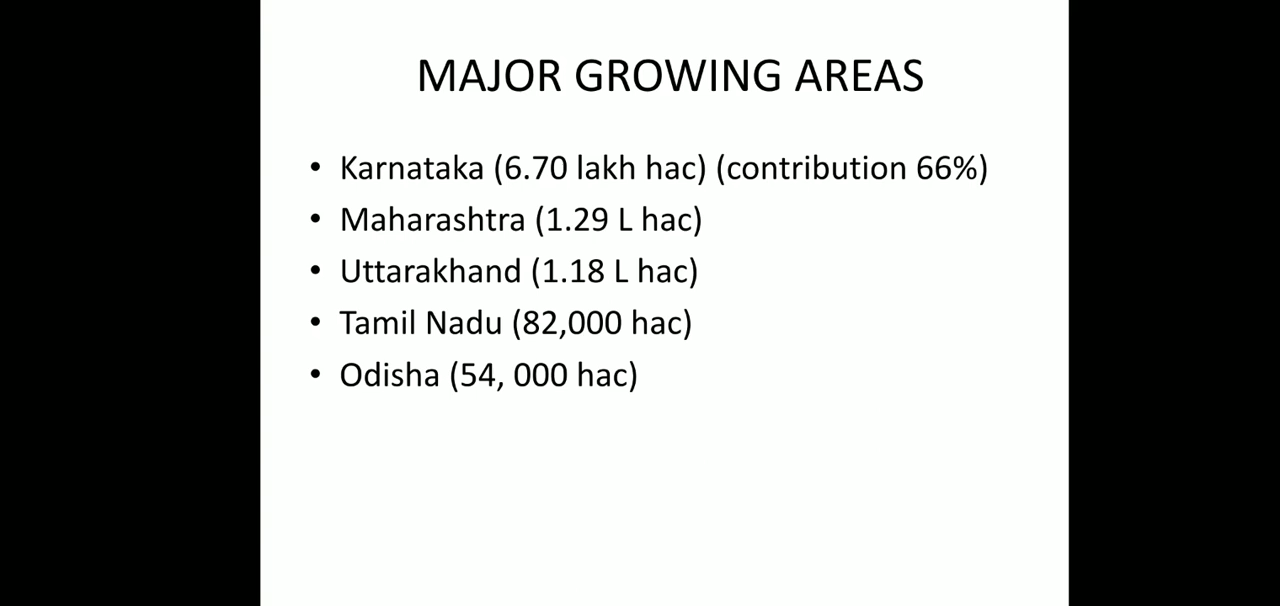 MAJOR GROWING AREAS
• Karnataka (6.70 lakh hac) (contribution 66%)
• Maharashtra (1.29 L hac)
• Uttarakhand (1.18 L hac)
• Tamil Nadu (82,000 hac)
• Odisha (54, 000 hac)